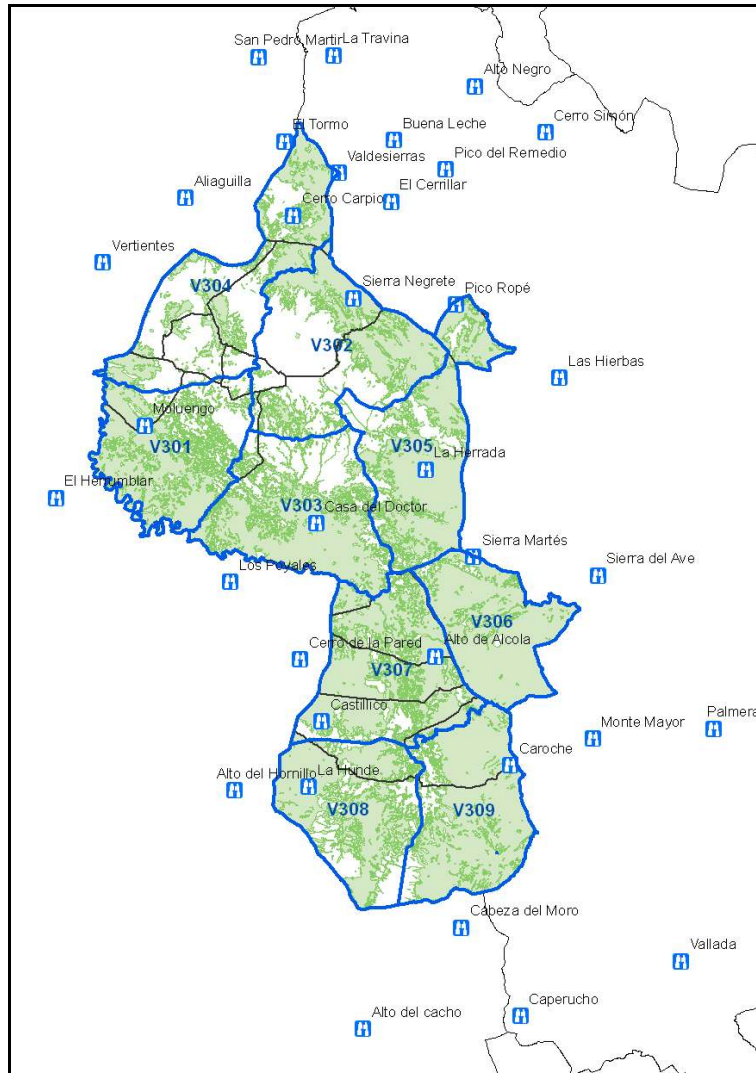 San Pedro Martir
La Travina
Alto Negro
El Tormo
Buena Leche
Cerro Simón
Valdesierras
Pico del Remedio
Aliaguilla
Cerro Carpio
El Cerrillar
Vertientes
V304
Sierra Negrete
Pico Ropé
V302
Las Hierbas
Moluengo
V301
V305
La Herrada
El Herrumblar
V303
Casa del Doctor
Los Poyales
Sierra Martés
Sierra del Ave
V306
Cerro de la Pared
Alto de Alcola
V307
Castillico
Monte Mayor
Palmera
Caroche
Alto del Hornillo
La Hunde
V308
V309
Cabeza del Moro
Vallada
Alto del cacho
Caperucho